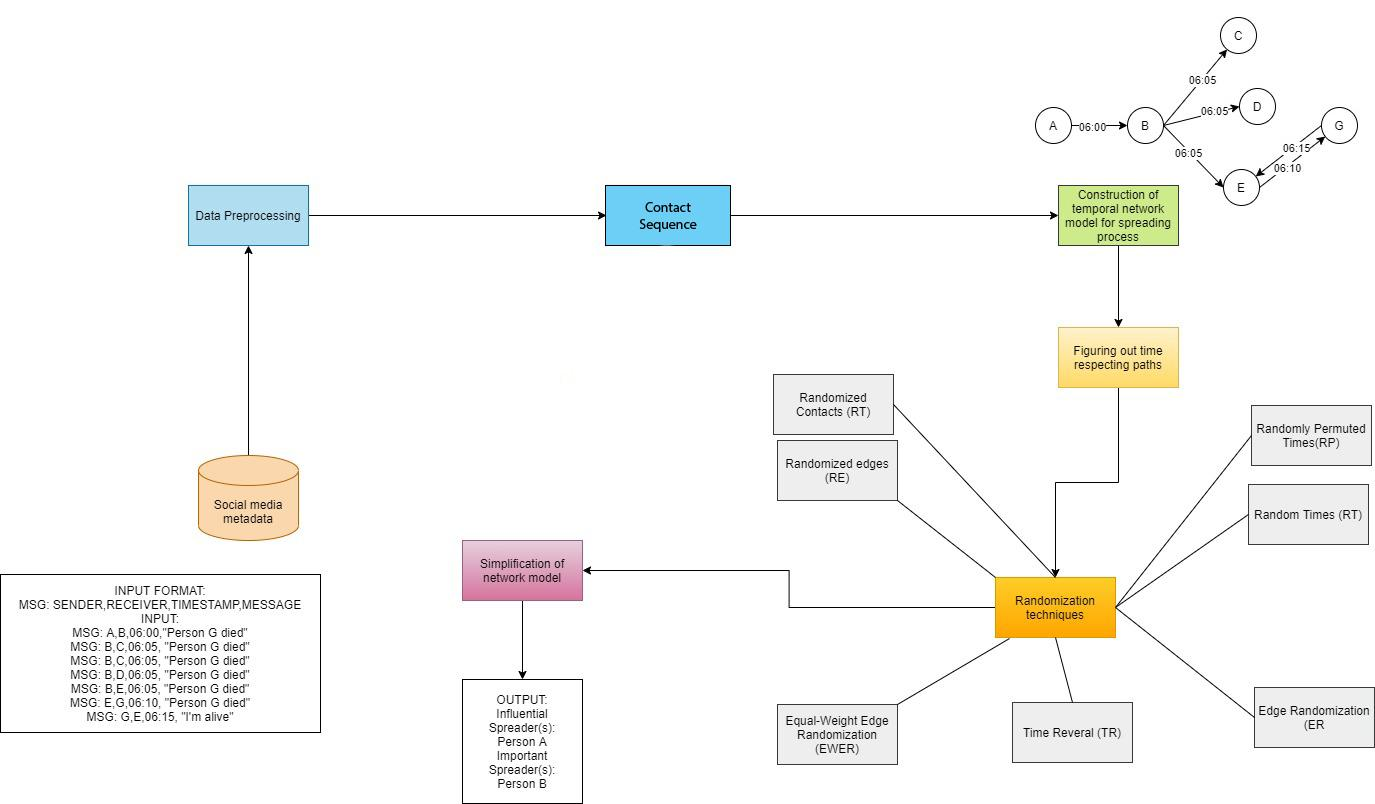 C
06:05
06:05
D
A
06:00
B
G
06:05
06:15
06:10
E
Data Preprocessing
Contact
Sequence
Construction of
temporal network
model for spreading
process
Figuring out time
respecting paths
Randomized
Contacts (RT)
Randomized edges
(RE)
Randomly Permuted
Times(RP)
Random Times (RT)
Social media
metadata
Simplification of
network model
Randomization
techniques
INPUT FORMAT:
MSG: SENDER,RECEIVER,TIMESTAMP,MESSAGE
INPUT:
MSG: A,B,06:00,"Person G died"
MSG: B,C,06:05, "Person G died"
MSG: B,C,06:05, "Person G died"
MSG: B,D,06:05, "Person G died"
MSG: B,E,06:05, "Person G died"
MSG: E,G,06:10, "Person G died"
MSG: G,E,06:15, "I'm alive"
OUTPUT:
Influential
Spreader(s):
Person A
Important
Spreader(s):
Person B
Equal-Weight Edge
Randomization
(EWER)
Time Reveral (TR)
Edge Randomization
(ER